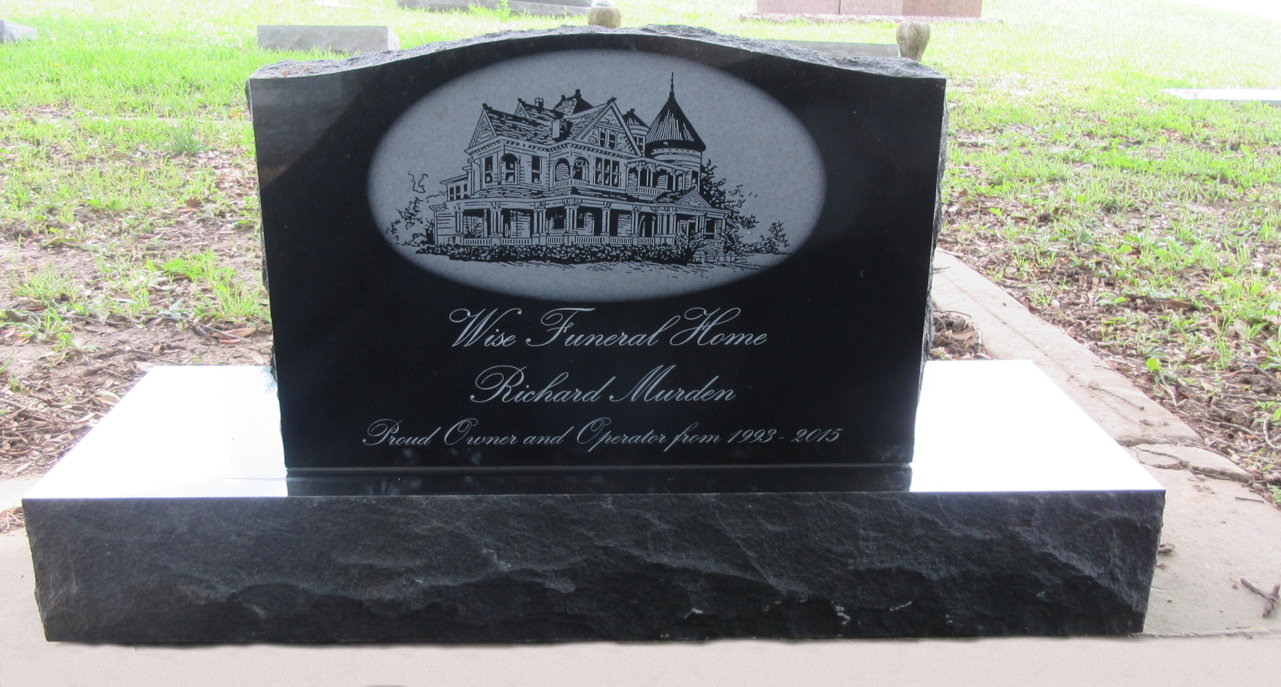 Wise Funeral Home
Richard Murden
Proud Owner and Operator from 1993 - 2015